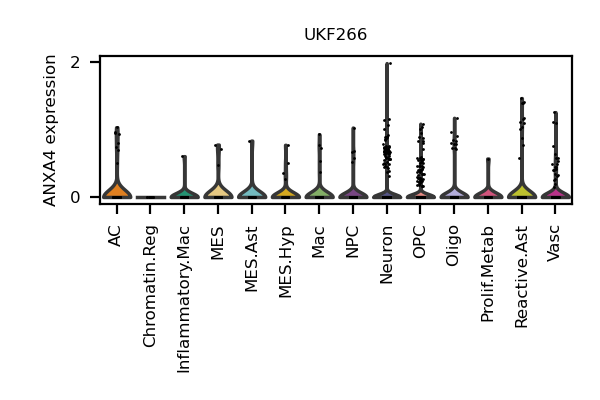 UKF266
ANXA4 expression
2
0
AC
Chromatin.Reg
Inflammatory.Mac
MES
MES.Ast
MES.Hyp
Mac
NPC
Neuron
OPC
Oligo
Prolif.Metab
Reactive.Ast
Vasc